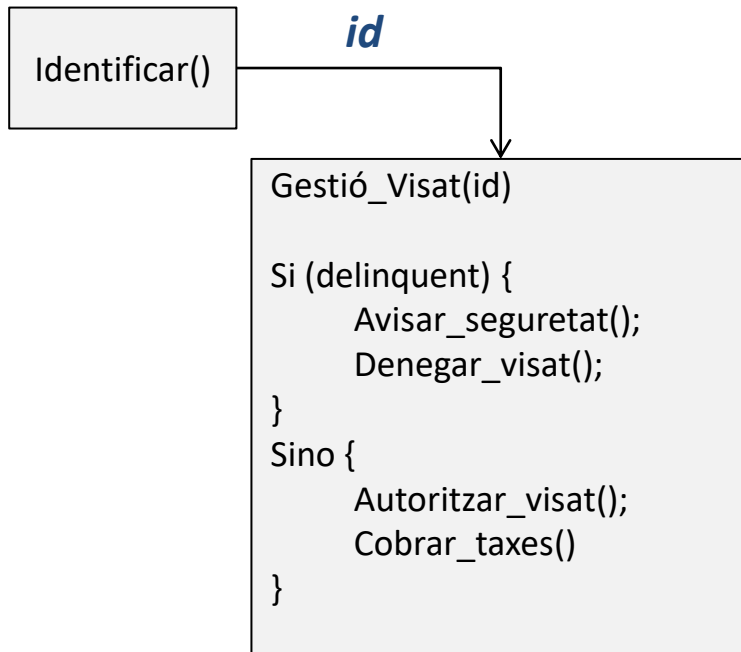 id
Identificar()
Gestió_Visat(id)
Si (delinquent) {
Avisar_seguretat();
Denegar_visat();
}
Sino {
Autoritzar_visat();
Cobrar_taxes()
}